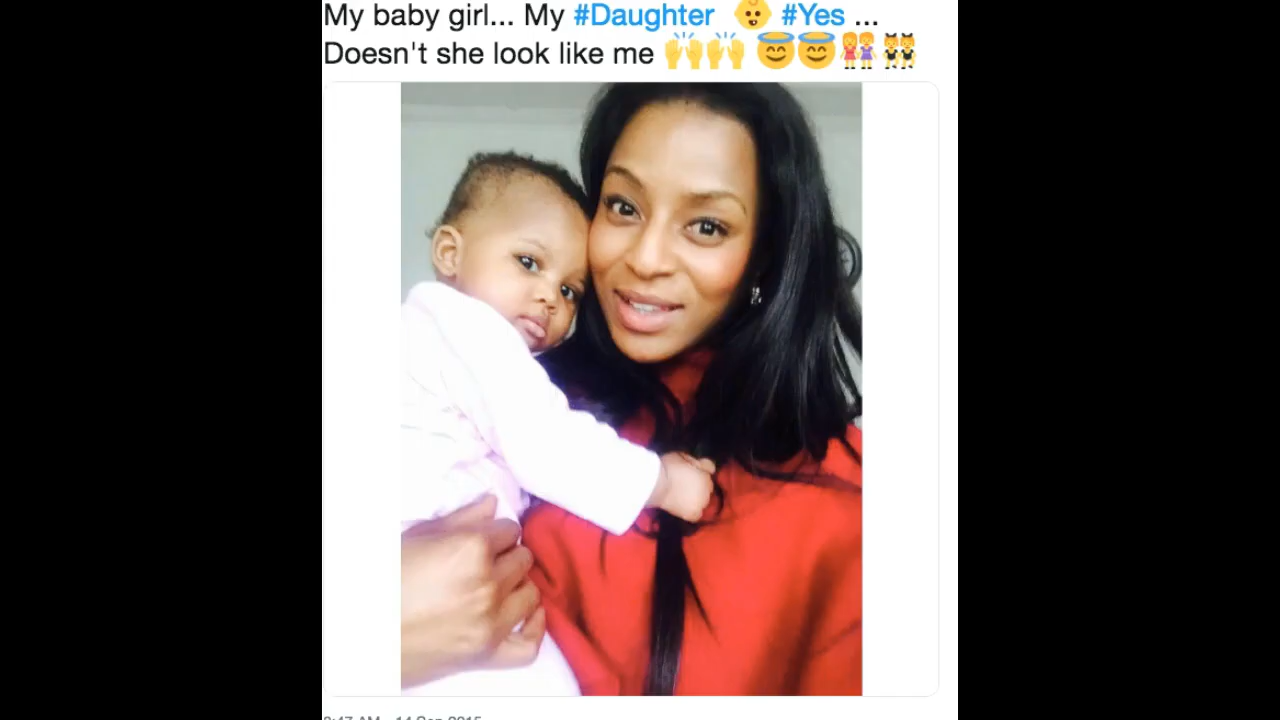 My baby girl... My #Daughter 👶 #Yes ...
Doesn't she look like me 🙌🙌 😇😇👭👯